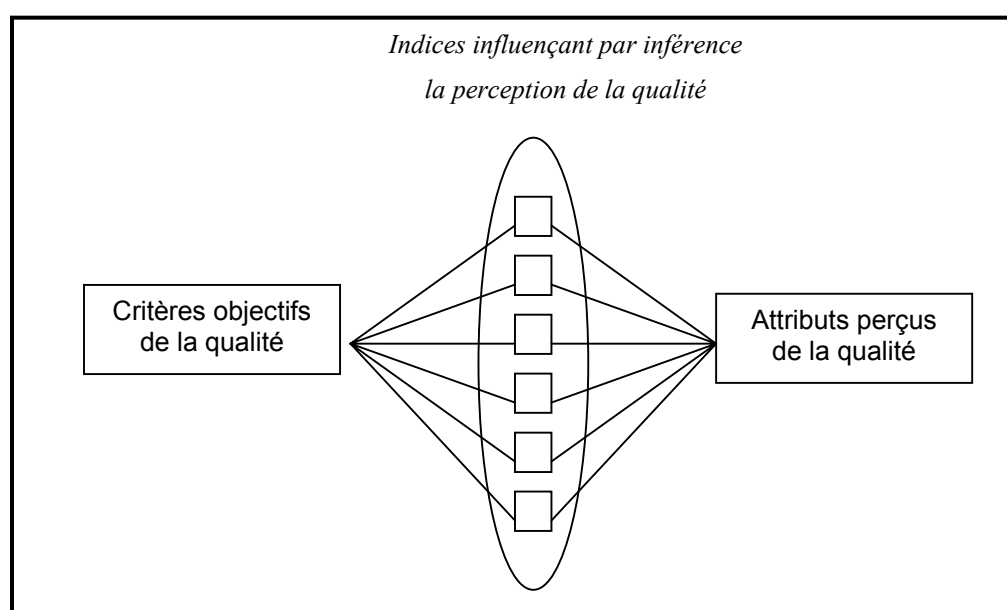 Indices influençant par inférence
la perception de la qualité
Critères objectifs
de la qualité
Attributs perçus
de la qualité